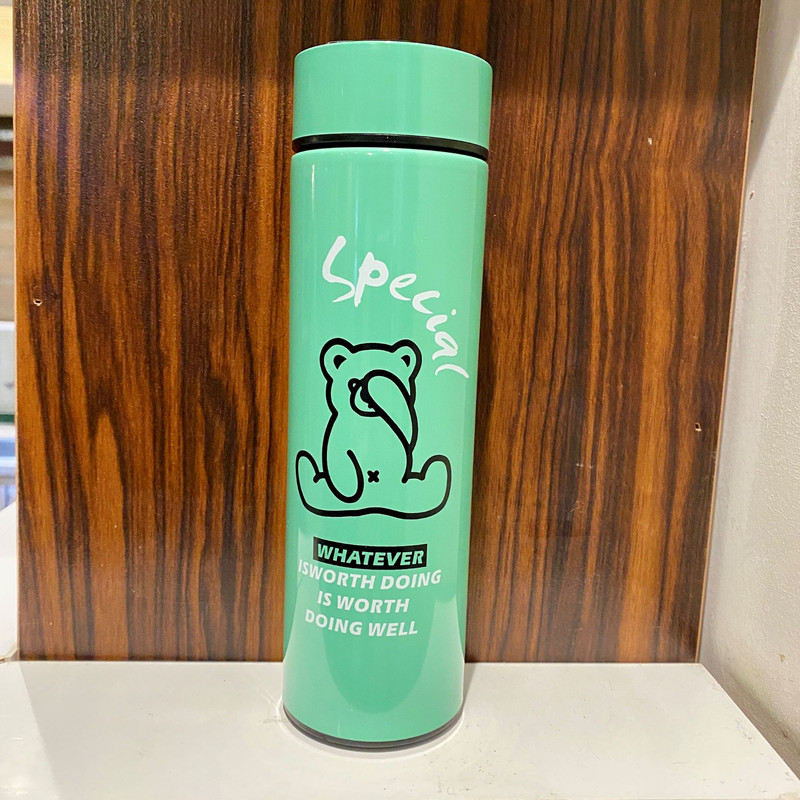 Special
WHATEVER
ISWORTH DOING
IS WORTH
DOING WELL